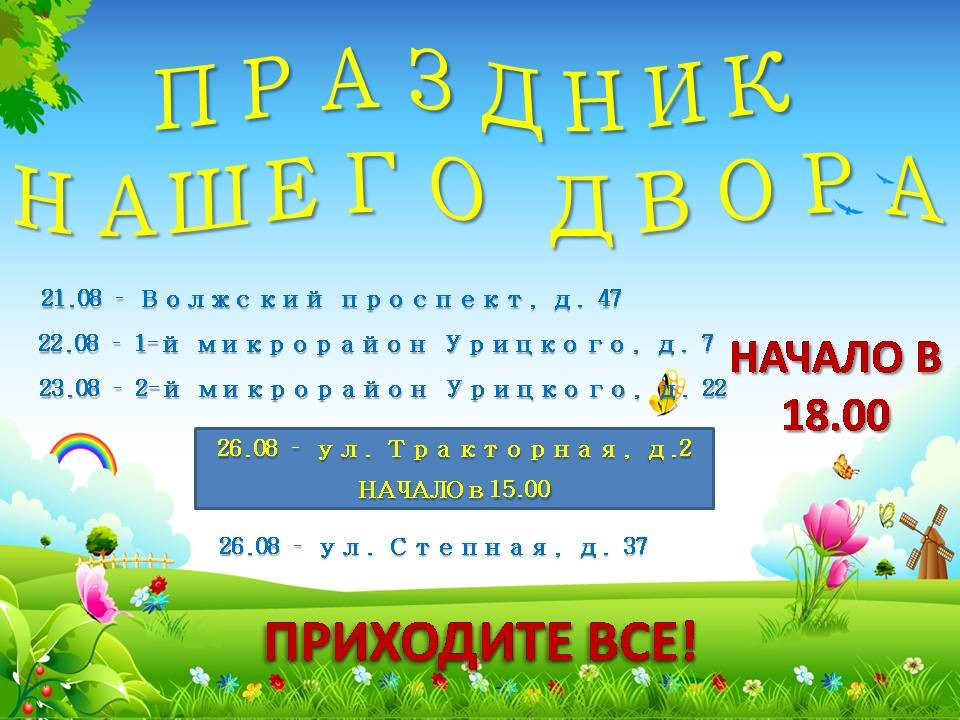 ПРАЗДНИК
НАШЕГО ДВОРА
21.08 - Волжский проспект, д. 47
22.08 - 1-й микрорайон Урицкого, д. 7
23.08 - 2-й микрорайон Урицкого, д. 22
НАЧАЛО В
18.00
26.08 - ул. Тракторная, д.2
НАЧАЛО в 15.00
26.08 - ул. Степная, д. 37
ПРИХОДИТЕ ВСЕ!